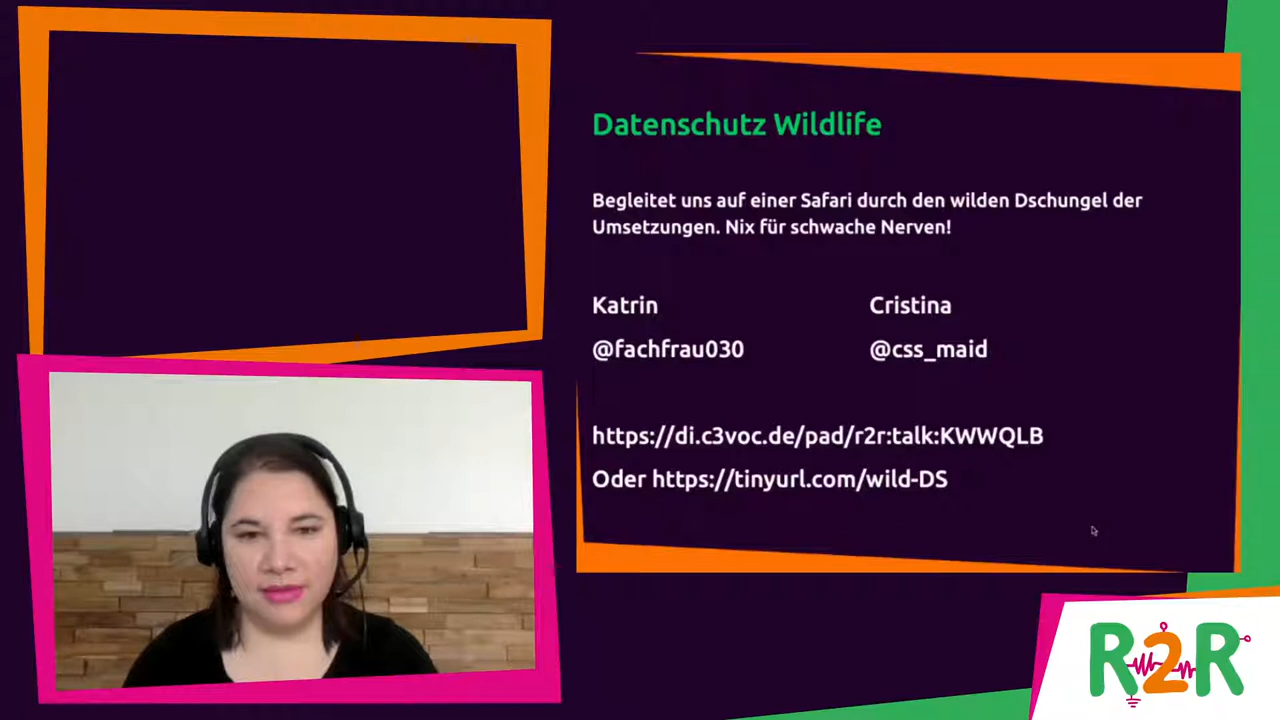 Datenschutz Wildlife
Begleitet uns auf einer Safari durch den wilden Dschungel der
Umsetzungen. Nix für schwache Nerven!
Katrin
Cristina
@fachfrau030
@css_maid
https://di.c3voc.de/pad/r2r:talk:KWWQLB
Oder https://tinyurl.com/wild-DS
R2R